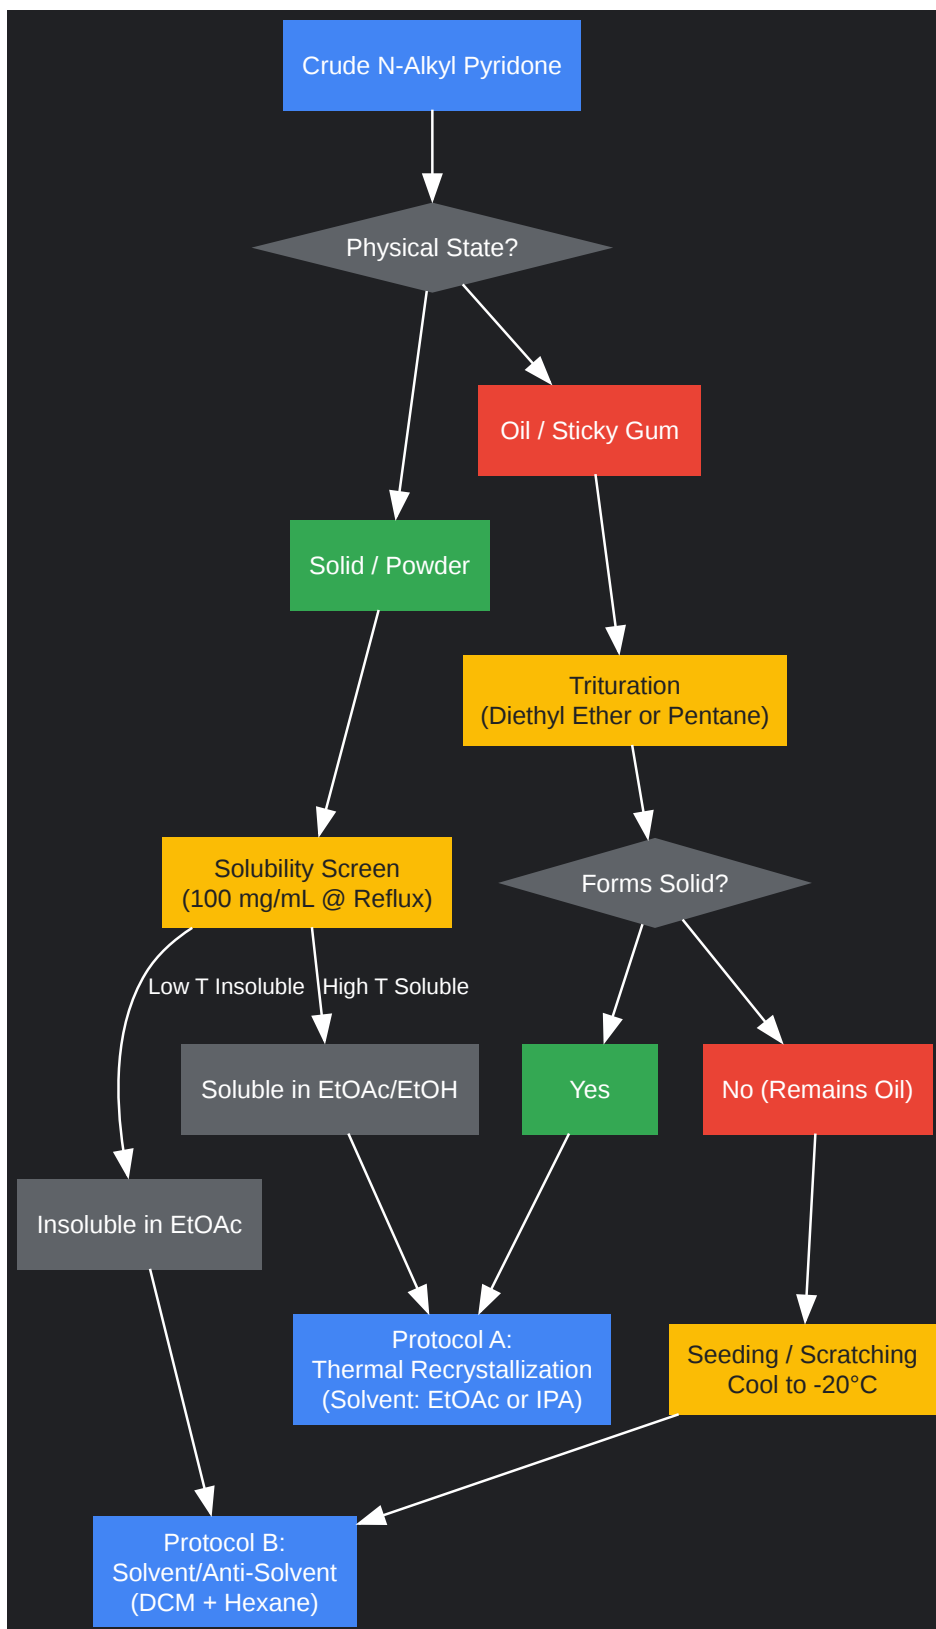 Crude N-Alkyl Pyridone
Physical State?
Oil / Sticky Gum
Solid / Powder
Trituration
(Diethyl Ether or Pentane)
Solubility Screen
(100 mg/mL @ Reflux)
Forms Solid?
Low T Insoluble
High T Soluble
Soluble in EtOAc/EtOH
Yes
No (Remains Oil)
Insoluble in EtOAc
Protocol A:
Thermal Recrystallization
(Solvent: EtOAc or IPA)
Seeding / Scratching
Cool to -20°C
Protocol B:
Solvent/Anti-Solvent
(DCM + Hexane)